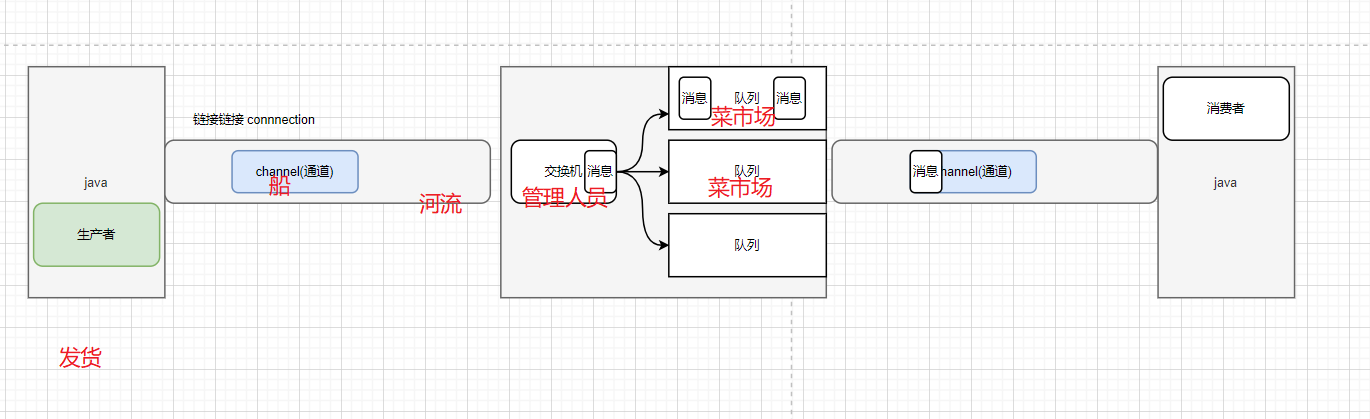 链接链接 connnection
java
生产者
channel(通道)
船
河流
发货
交换机
消息
管理人员
消息
队列
消息
菜市场
队列
菜市场
队列
消息
hannel(通道)
消费者
java